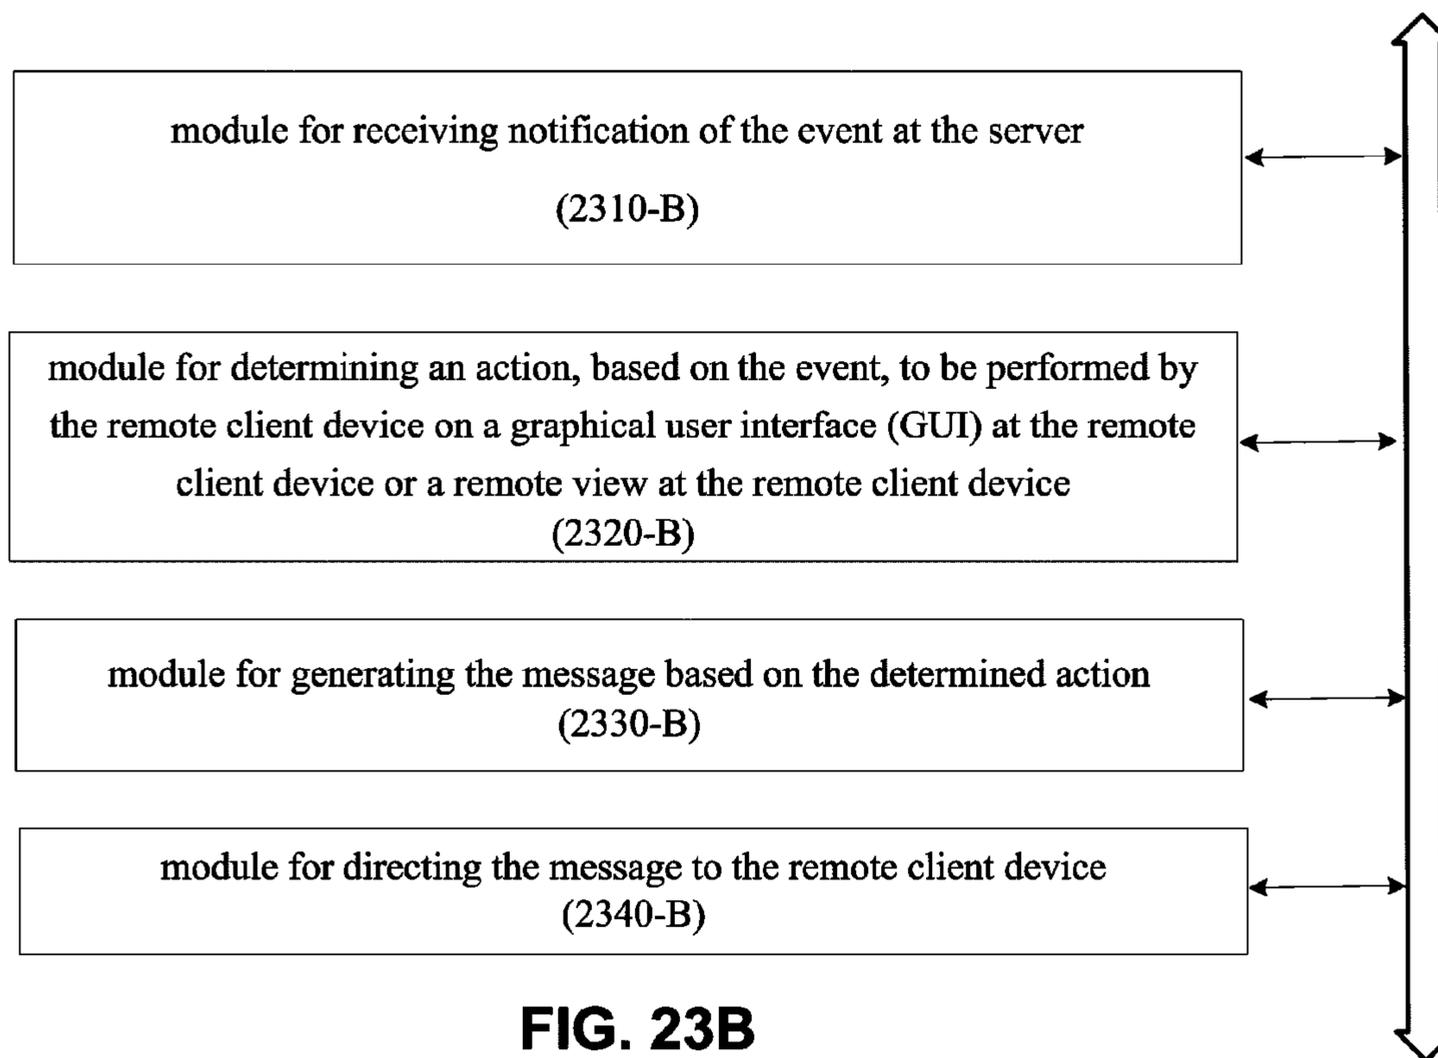 module for receiving notification of the event at the server
(2310-B)
module for determining an action, based on the event, to be performed by
the remote client device on a graphical user interface (GUI) at the remote
client device or a remote view at the remote client device
(2320-B)
module for generating the message based on the determined action
(2330-B)
module for directing the message to the remote client device
(2340-B)
FIG. 23B